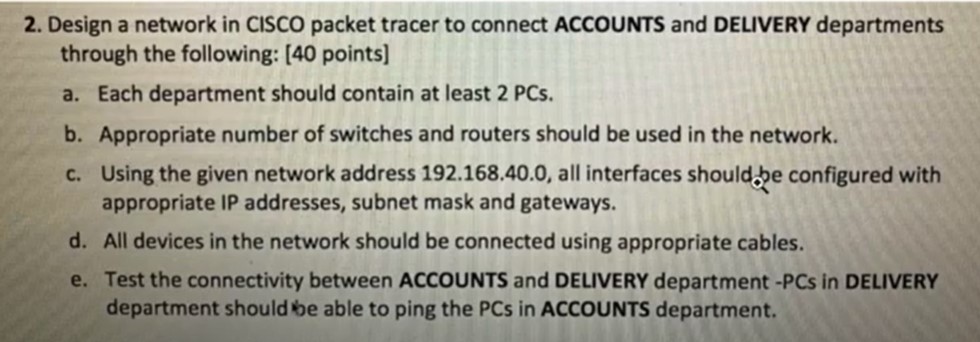 2. Design a network in CISCO packet tracer to connect ACCOUNTS and DELIVERY departments
through the following: [40 points]
a. Each department should contain at least 2 PCs.
b. Appropriate number of switches and routers should be used in the network.
c. Using the given network address 192.168.40.0, all interfaces should be configured with
appropriate IP addresses, subnet mask and gateways.
d. All devices in the network should be connected using appropriate cables.
e. Test the connectivity between ACCOUNTS and DELIVERY department -PCs in DELIVERY
department should be able to ping the PCs in ACCOUNTS department.